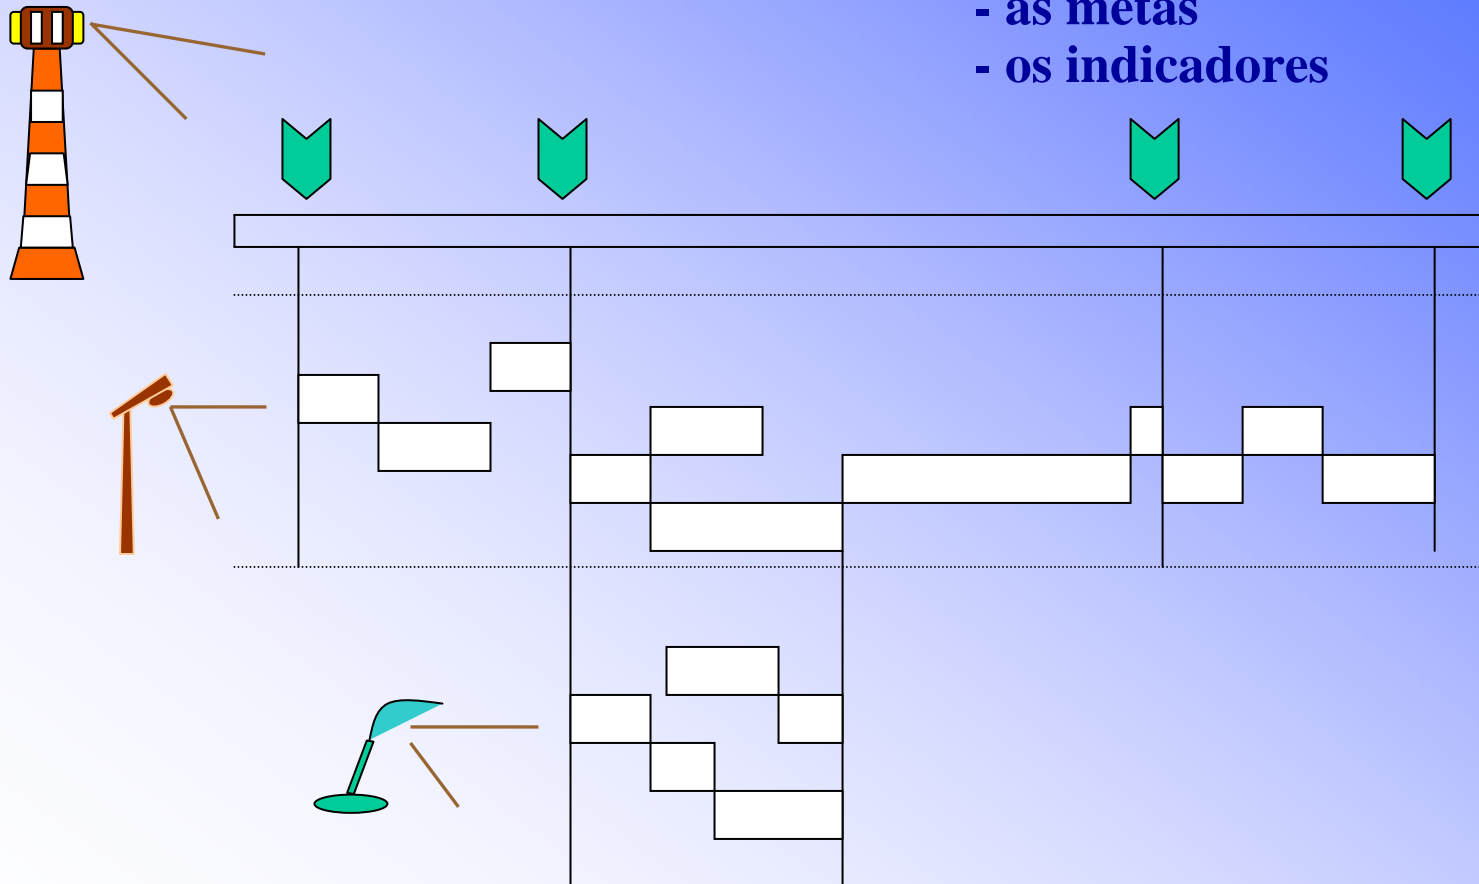 - as metas
- os indicadores